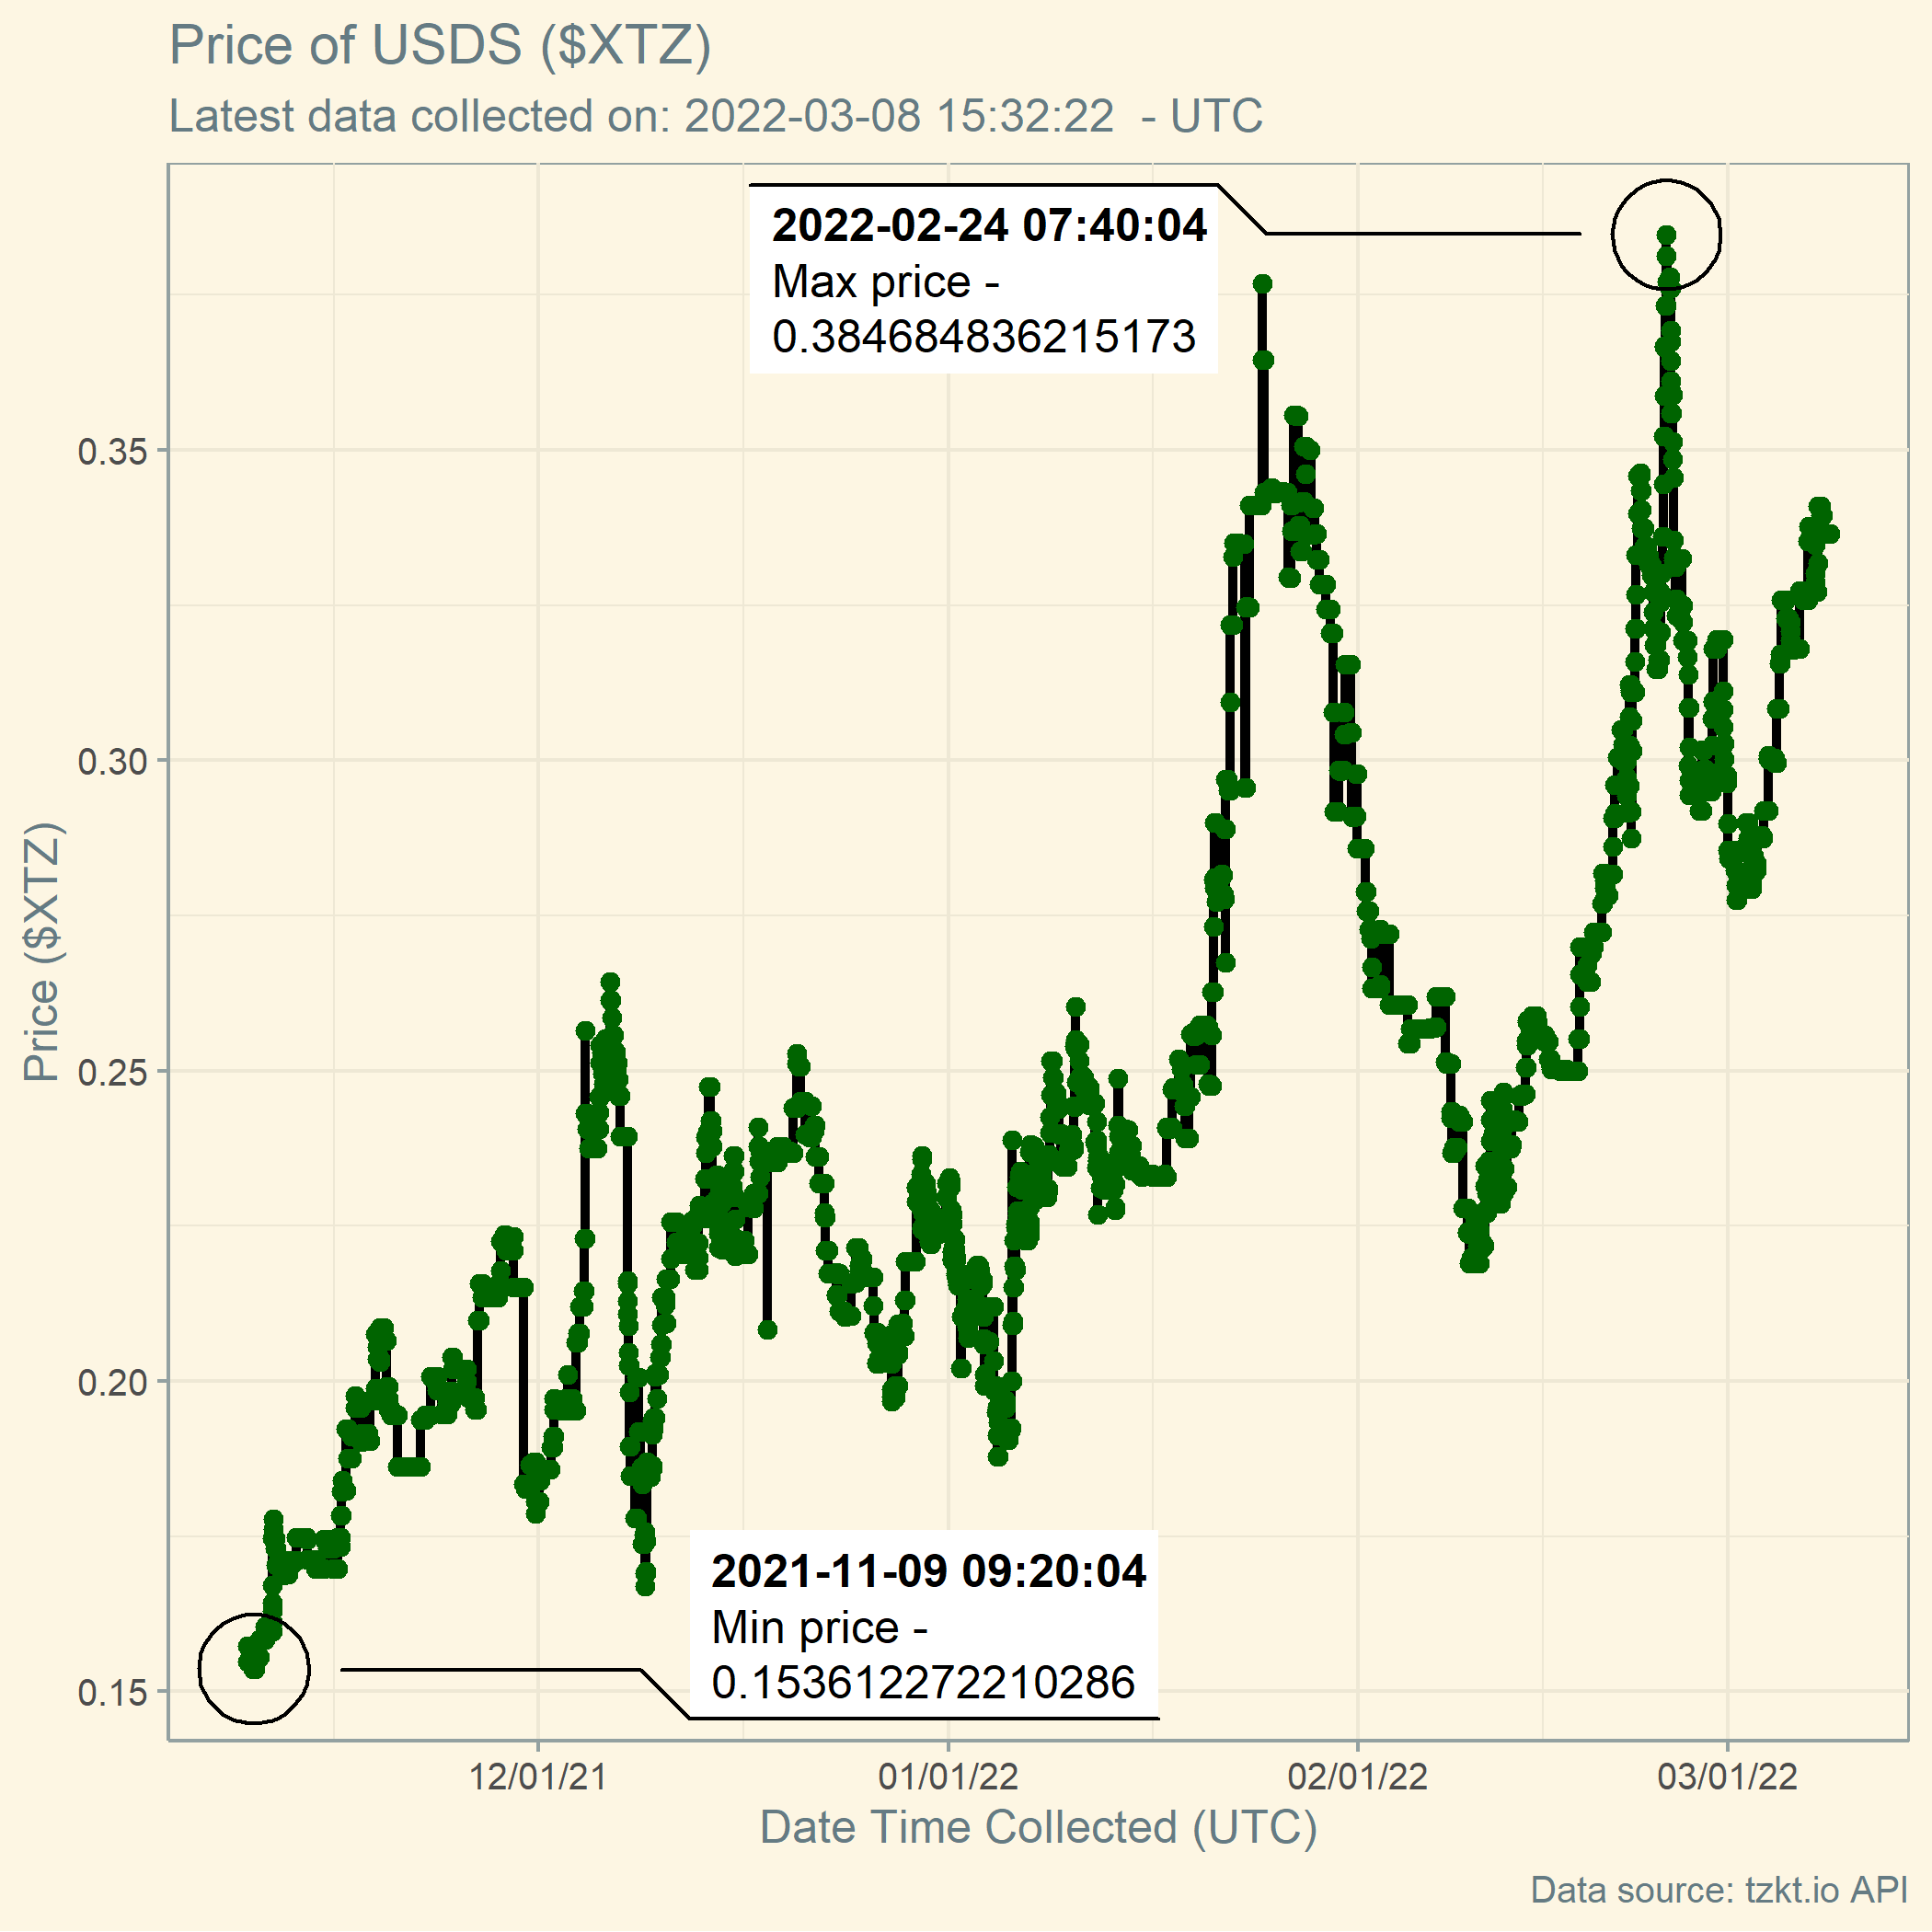 Price of USDS ($XTZ)
Latest data collected on: 2022-03-08 15:32:22  - UTC
2022-02-24 07:40:04
Max price -
0.384684836215173
0.35
0.30
0.25
0.20
0.15
Price ($XTZ)
2021-11-09 09:20:04
Min price -
0.153612272210286
12/01/21
01/01/22
02/01/22
03/01/22
Date Time Collected (UTC)
Data source: tzkt.io API